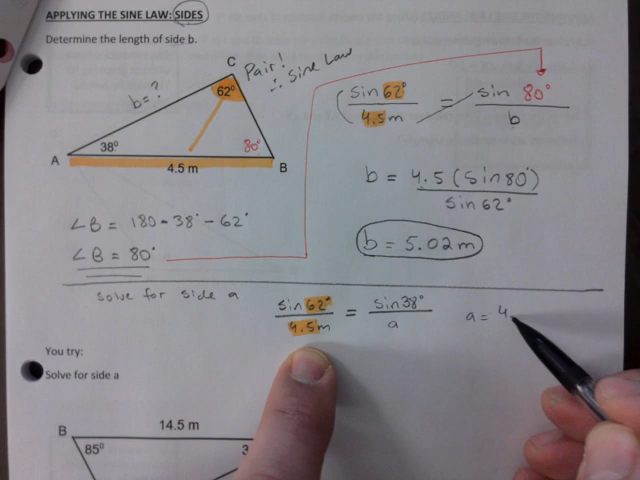 APPLYING THE SINE LAW: SIDES
Determine the length of side b.
C
Pair!
∴ Sine Law
b=?
62°
A
38°
80°
B
4.5 m
sin 62° / 4.5 m = sin 80° / b
∠B = 180 - 38° - 62°
∠B = 80°
b = 4.5 (sin 80°) / sin 62°
b = 5.02 m
solve for side a
sin 62° / 4.5 m = sin 38° / a
a = 4
You try:
Solve for side a
B
14.5 m
85°
3